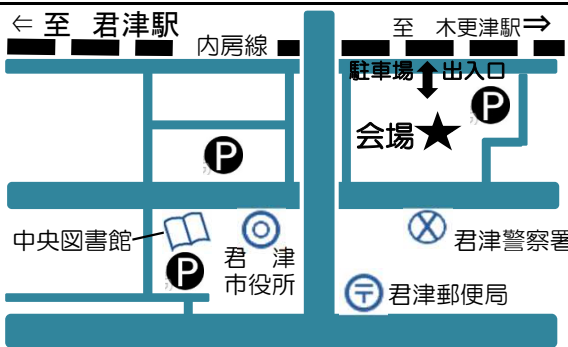 ⇐ 至 君津駅
内房線
至 木更津駅⇒
駐車場 出入口
P
会場★
P
中央図書館
君津
市役所
P
君津警察署
〒君津郵便局